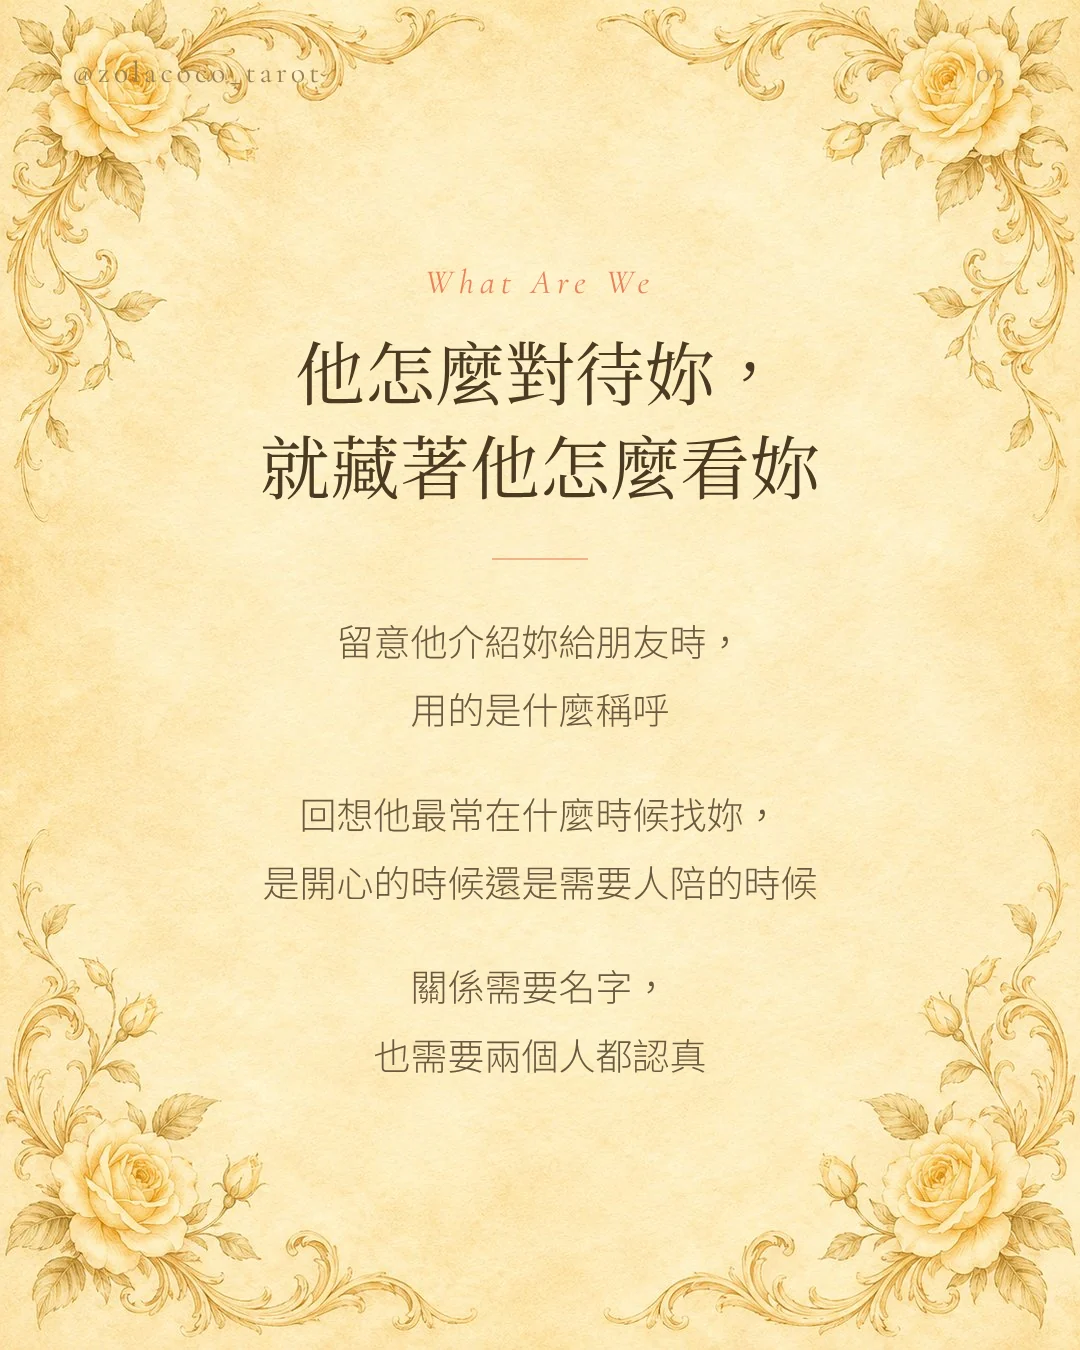 @zolacoco_tarot
03
What Are We
他怎麼對待妳，
就藏著他怎麼看妳
留意他介紹妳給朋友時，
用的是什麼稱呼
回想他最常在什麼時候找妳，
是開心的時候還是需要人陪的時候
關係需要名字，
也需要兩個人都認真